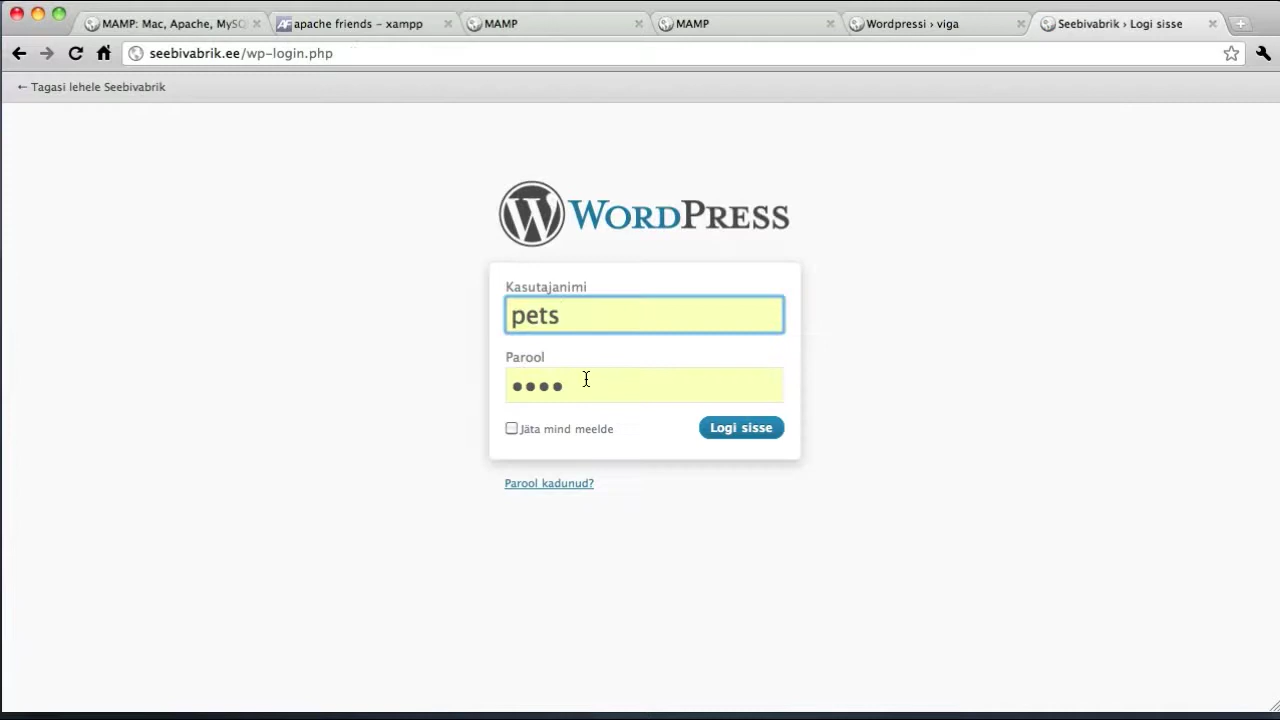 MAMP: Mac, Apache, MySQ
apache friends – xampp
MAMP
MAMP
Wordpressi › viga
Seebivabrik › Logi sisse
seebivabrik.ee/wp-login.php
← Tagasi lehele Seebivabrik
WORDPRESS
Kasutajanimi
pets
Parool
Jäta mind meelde
Logi sisse
Parool kadunud?